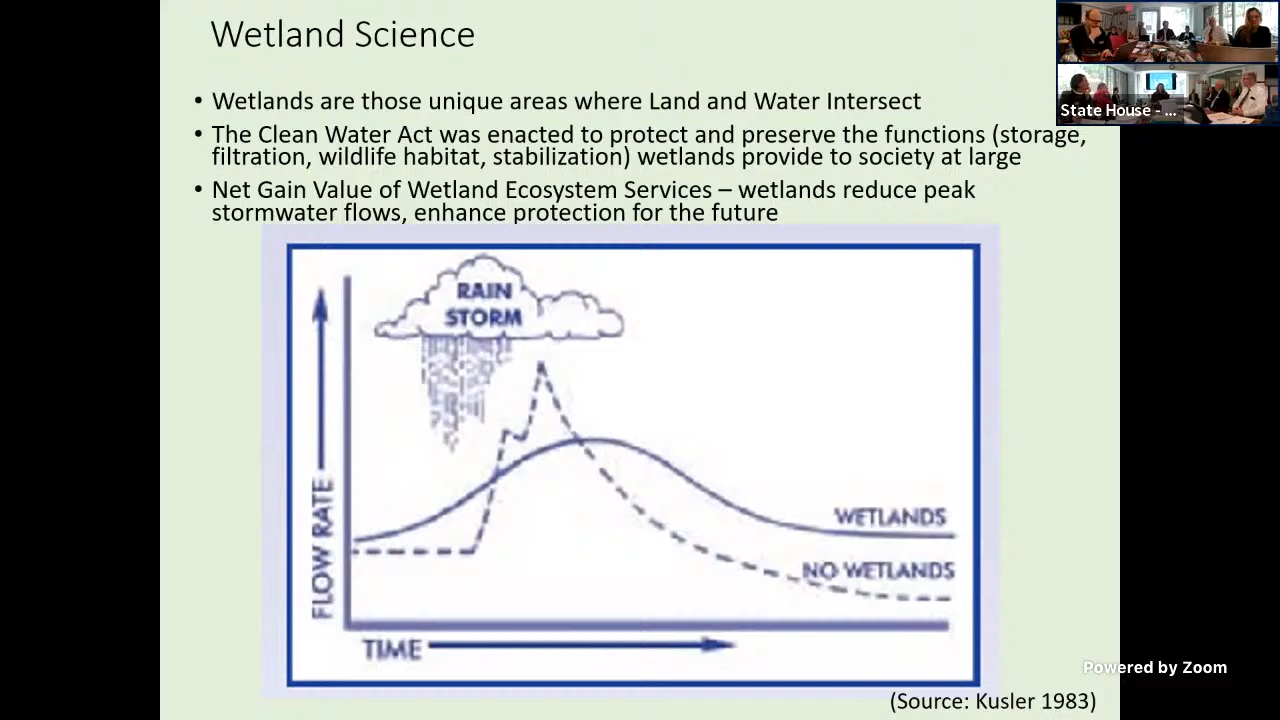 Wetland Science
• Wetlands are those unique areas where Land and Water Intersect
• The Clean Water Act was enacted to protect and preserve the functions (storage,
filtration, wildlife habitat, stabilization) wetlands provide to society at large
• Net Gain Value of Wetland Ecosystem Services – wetlands reduce peak
stormwater flows, enhance protection for the future
RAIN
STORM
FLOW RATE
WETLANDS
NO WETLANDS
TIME
(Source: Kusler 1983)
State House - ...
Powered by Zoom